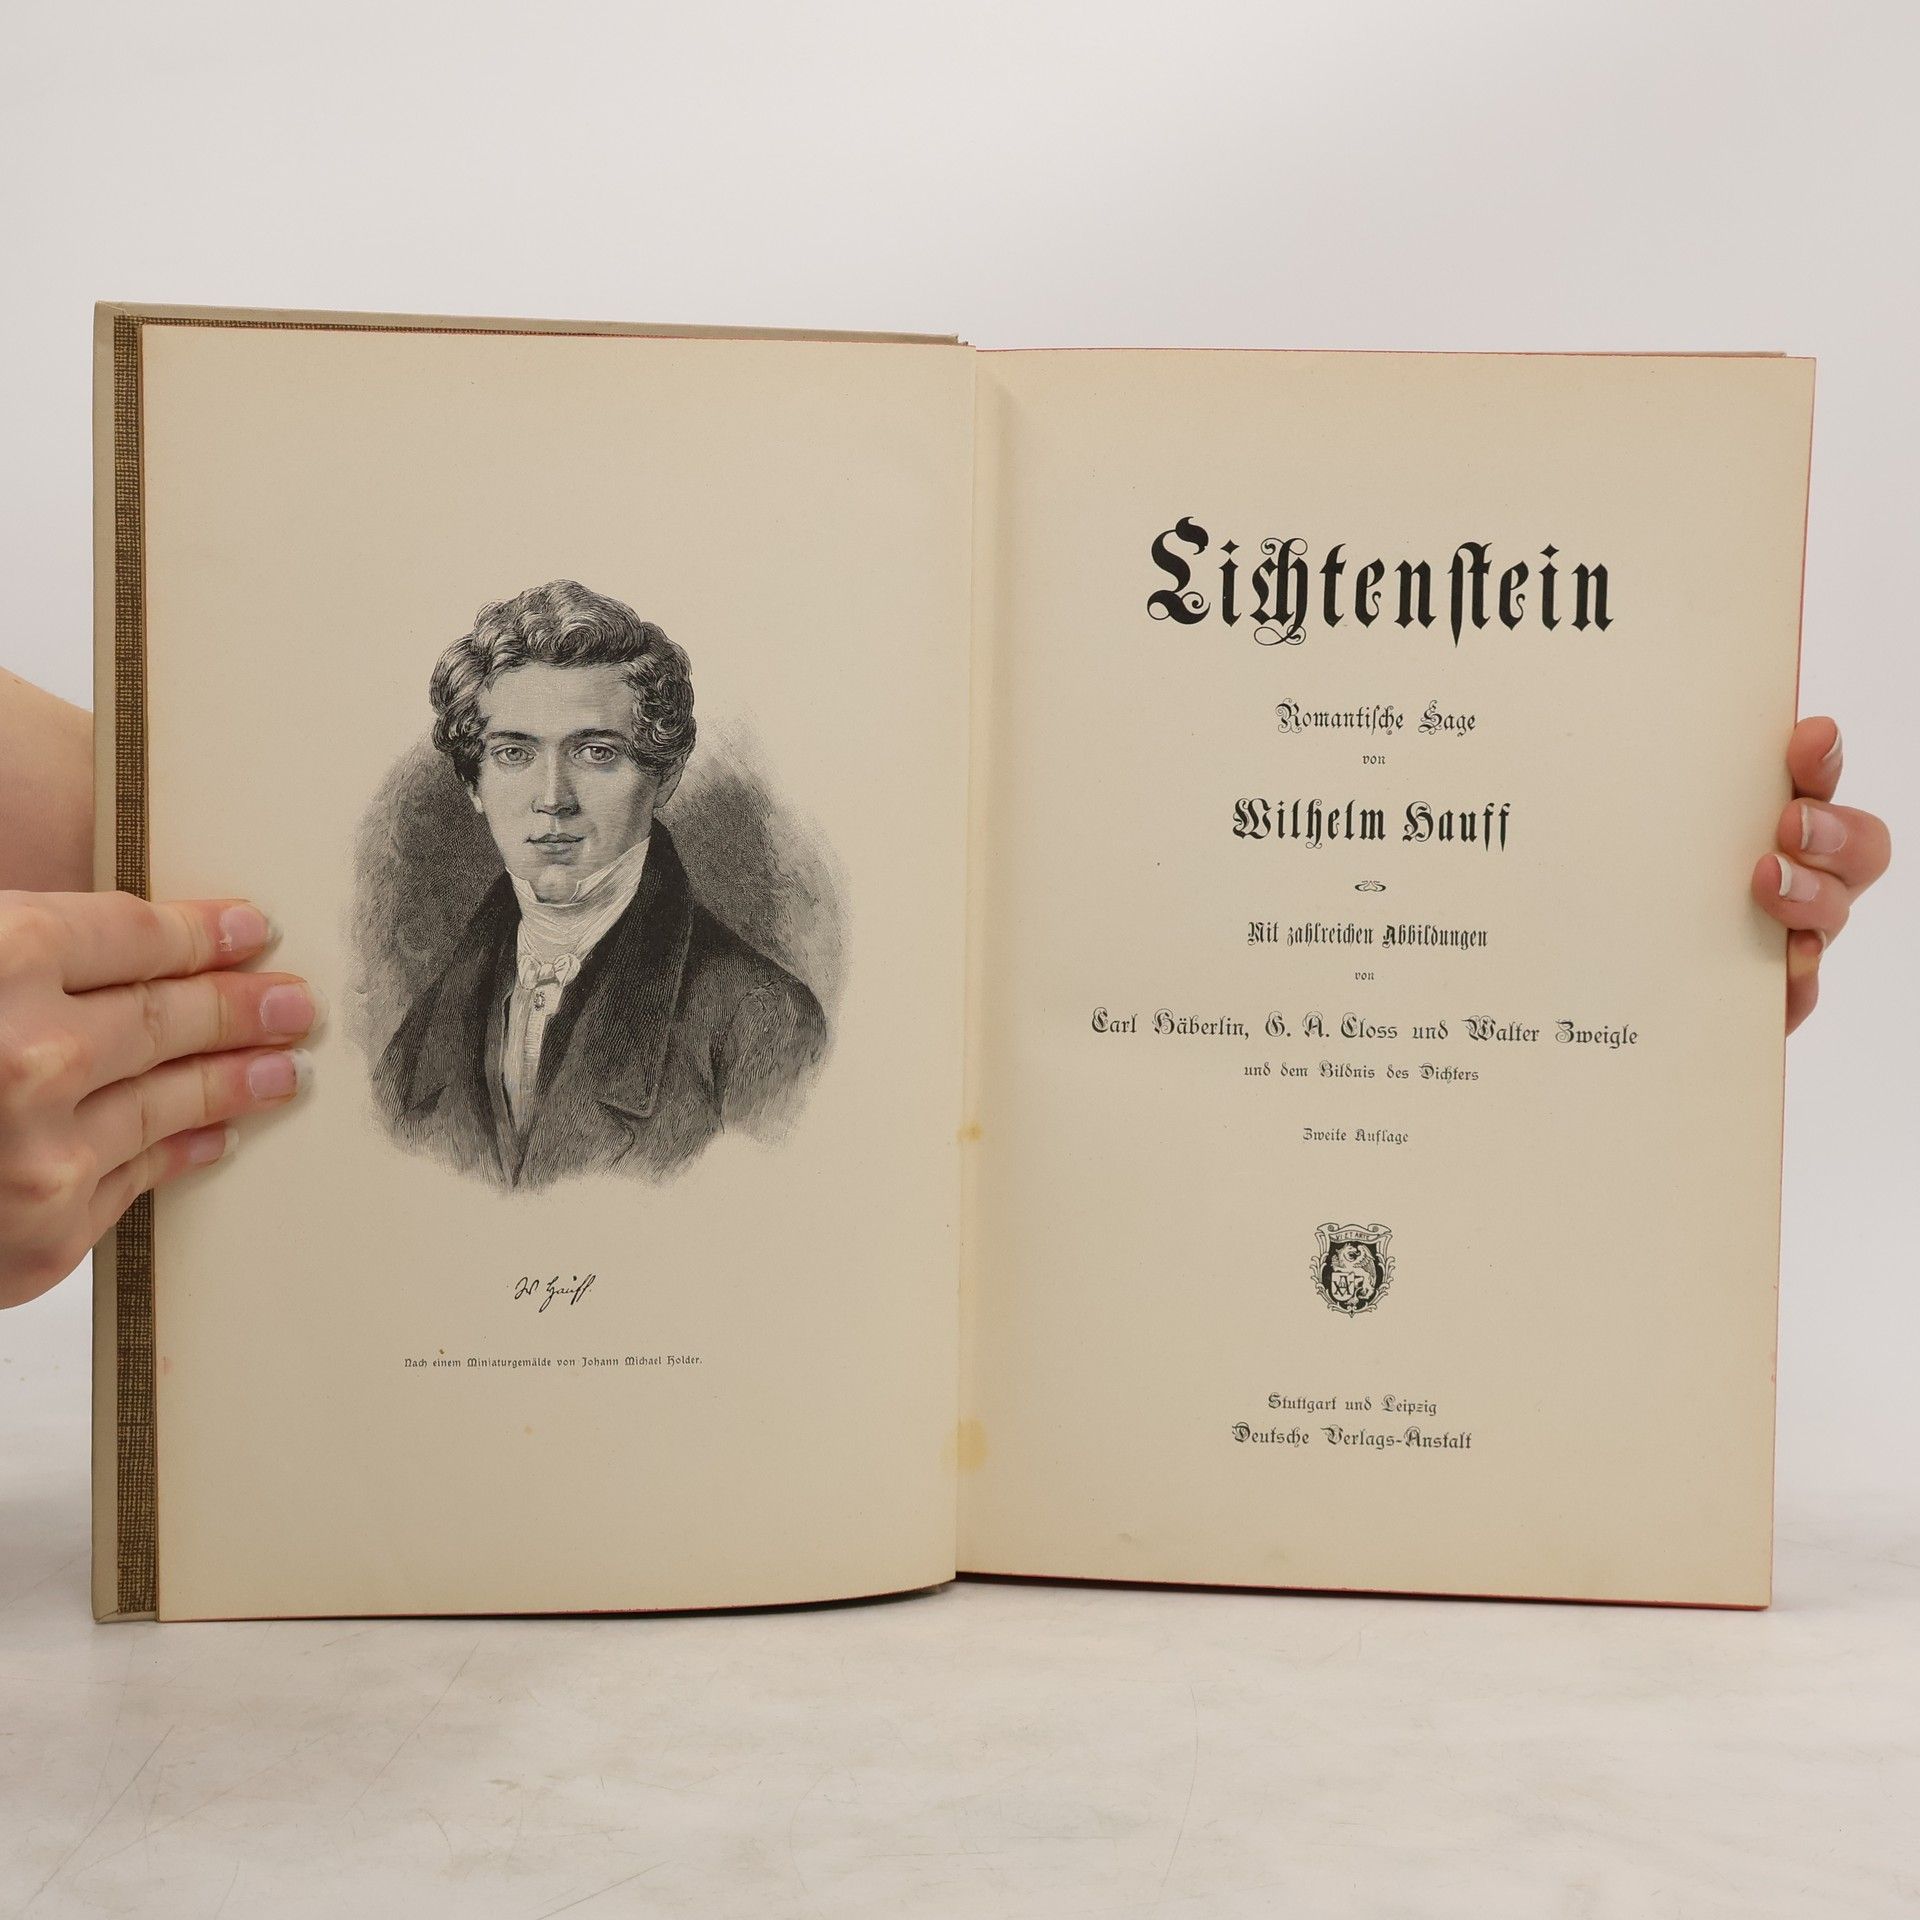 W Hauff.
Nach einem Miniaturgemälde von Johann Michael Holder.
Lichtenſtein
Romantiſche Sage
von
Wilhelm Hauff
Mit zahlreichen Abbildungen
von
Carl Häberlin, G. A. Closs und Walter Zweigle
und dem Bildnis des Dichters
Zweite Auflage
Stuttgart und Leipzig
Deutsche Verlags-Anstalt